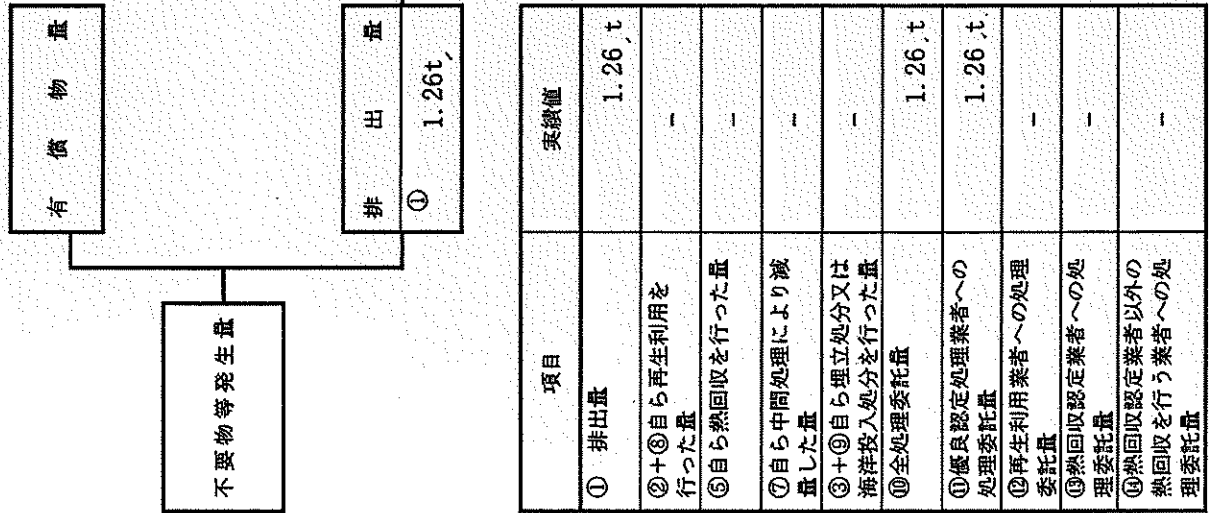 有償物量
不要物等発生量
排出量
① 1.26t
項目 実績値
① 排出量 1.26 t
②+⑧自ら再生利用を
行った量 -
⑤自ら熱回収を行った量 -
⑦自ら中間処理により減
量した量 -
③+⑨自ら埋立処分又は
海洋投入処分を行った量 -
⑩全処理委託量 1.26 t
⑪優良認定処理業者への
処理委託量 1.26 t
⑫再生利用業者への処理
委託量 -
⑬熱回収認定業者への処
理委託量 -
⑭熱回収認定業者以外の
熱回収を行う業者への処
理委託量 -